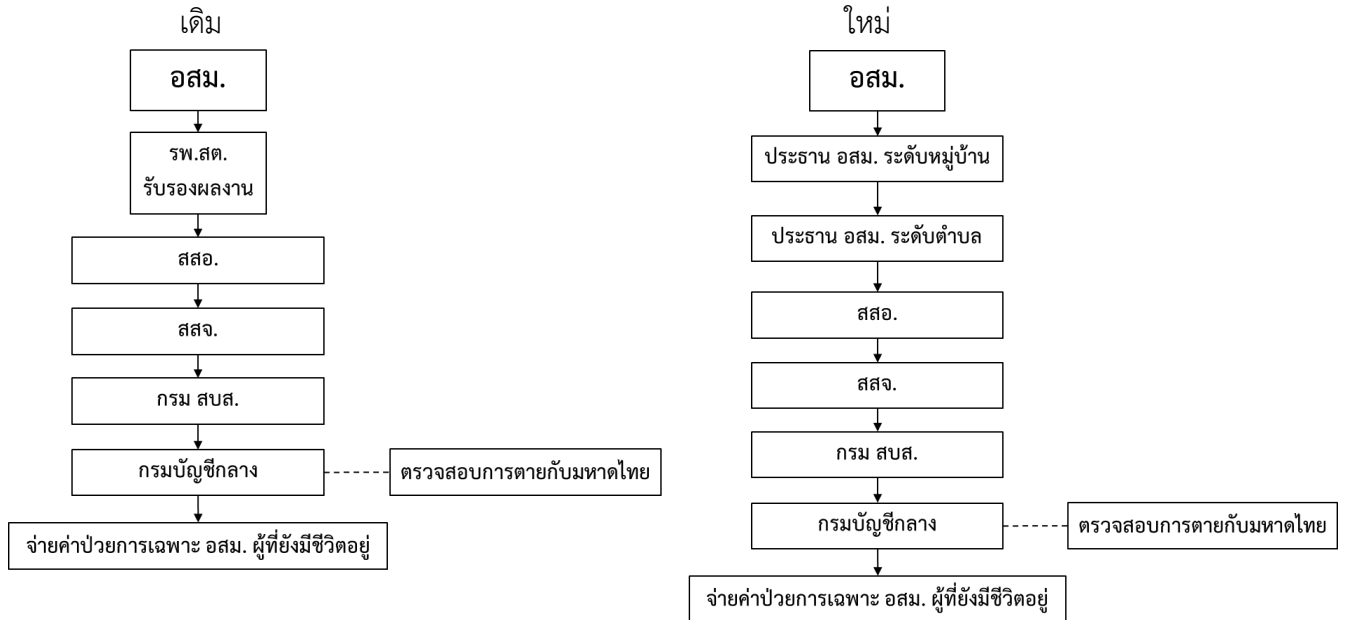 เดิม
อสม.
รพ.สต.
รับรองผลงาน
สสอ.
สสจ.
กรม สบส.
กรมบัญชีกลาง
ตรวจสอบการตายกับมหาดไทย
จ่ายค่าป่วยการเฉพาะ อสม. ผู้ที่ยังมีชีวิตอยู่
ใหม่
อสม.
ประธาน อสม. ระดับหมู่บ้าน
ประธาน อสม. ระดับตำบล
สสอ.
สสจ.
กรม สบส.
กรมบัญชีกลาง
ตรวจสอบการตายกับมหาดไทย
จ่ายค่าป่วยการเฉพาะ อสม. ผู้ที่ยังมีชีวิตอยู่